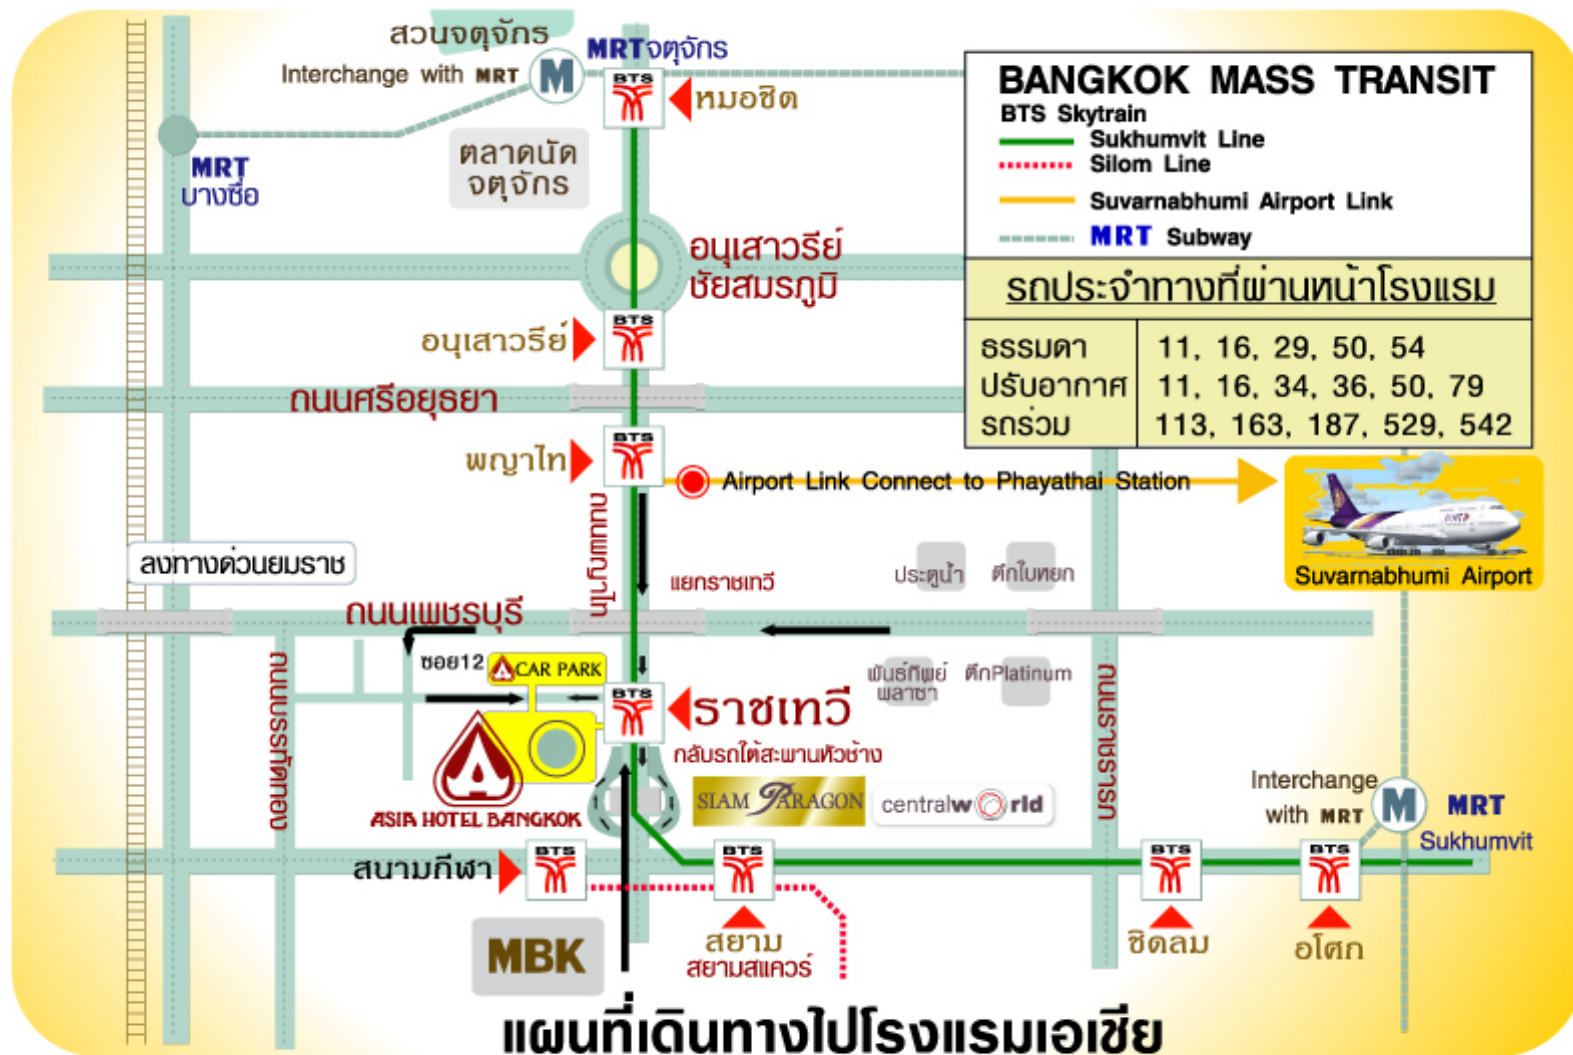 สวนจตุจักร
Interchange with MRT
M
MRTจตุจักร
BTS
หมอชิต
MRT
บางซื่อ
ตลาดนัด
จตุจักร
BANGKOK MASS TRANSIT
BTS Skytrain
Sukhumvit Line
Silom Line
Suvarnabhumi Airport Link
MRT Subway
รถประจำทางที่ผ่านหน้าโรงแรม
ธรรมดา 11, 16, 29, 50, 54
ปรับอากาศ 11, 16, 34, 36, 50, 79
รถร่วม 113, 163, 187, 529, 542
อนุเสาวรีย์
ชัยสมรภูมิ
อนุเสาวรีย์
BTS
ถนนศรีอยุธยา
พญาไท
BTS
Airport Link Connect to Phayathai Station
Suvarnabhumi Airport
ถนนพญาไท
ลงทางด่วนยมราช
แยกราชเทวี
ประตูน้ำ
ตึกใบหยก
ถนนเพชรบุรี
ซอย12
CAR PARK
BTS
ราชเทวี
กลับรถใต้สะพานหัวช้าง
พันธ์ทิพย์
พลาซา
ตึกPlatinum
ถนนบรรทัดทอง
ถนนราชดำริ
ASIA HOTEL BANGKOK
SIAM PARAGON
centralworld
Interchange
with MRT
M
MRT
Sukhumvit
สนามกีฬา
BTS
BTS
BTS
BTS
MBK
สยาม
สยามสแควร์
ชิดลม
อโศก
แผนที่เดินทางไปโรงแรมเอเชีย